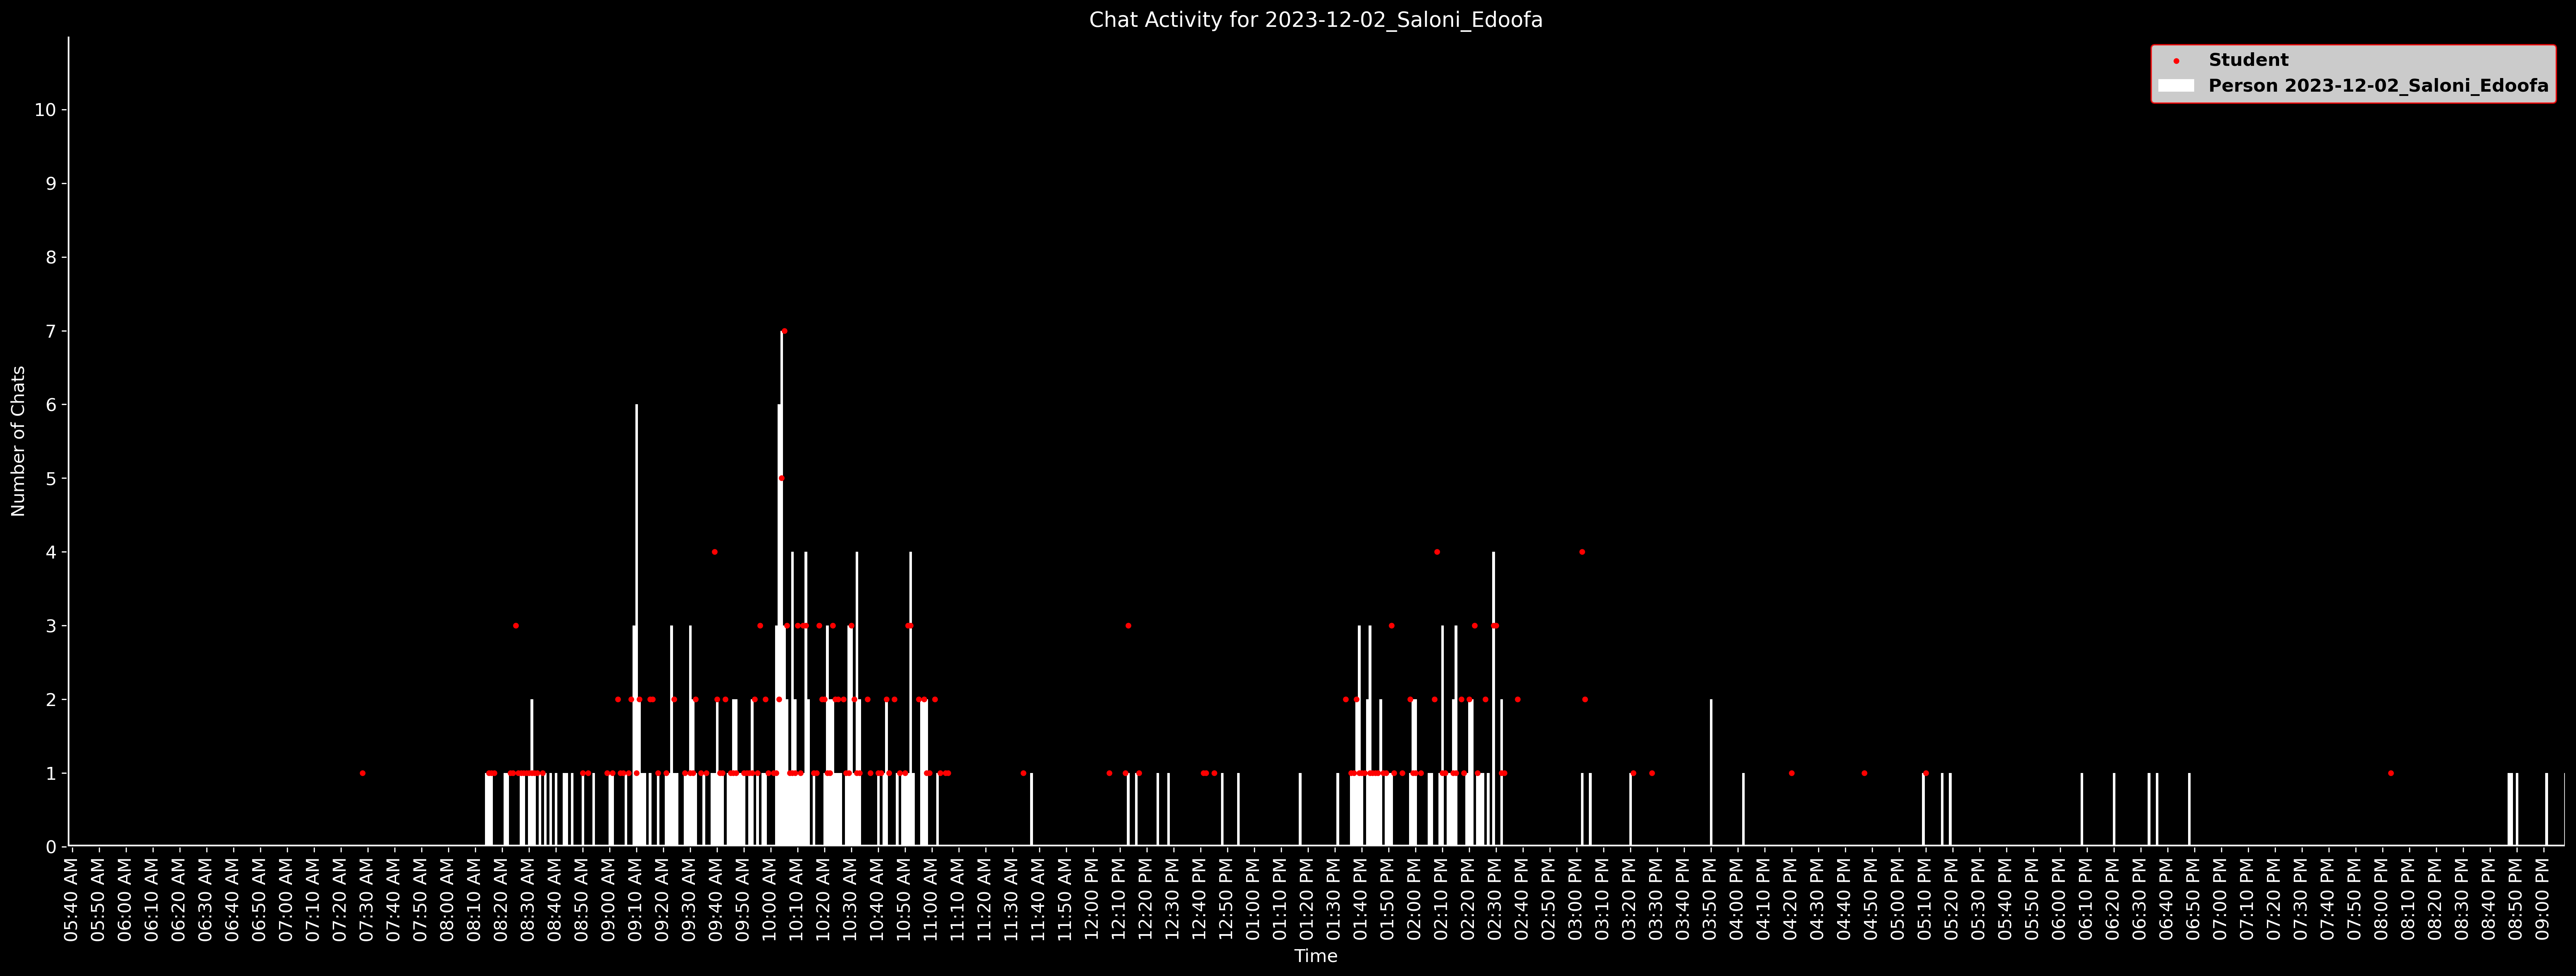 Chat Activity for 2023-12-02_Saloni_Edoofa
Student
Person 2023-12-02_Saloni_Edoofa
Number of Chats
10
9
8
7
6
5
4
3
2
1
0
05:40 AM
05:50 AM
06:00 AM
06:10 AM
06:20 AM
06:30 AM
06:40 AM
06:50 AM
07:00 AM
07:10 AM
07:20 AM
07:30 AM
07:40 AM
07:50 AM
08:00 AM
08:10 AM
08:20 AM
08:30 AM
08:40 AM
08:50 AM
09:00 AM
09:10 AM
09:20 AM
09:30 AM
09:40 AM
09:50 AM
10:00 AM
10:10 AM
10:20 AM
10:30 AM
10:40 AM
10:50 AM
11:00 AM
11:10 AM
11:20 AM
11:30 AM
11:40 AM
11:50 AM
12:00 PM
12:10 PM
12:20 PM
12:30 PM
12:40 PM
12:50 PM
01:00 PM
01:10 PM
01:20 PM
01:30 PM
01:40 PM
01:50 PM
02:00 PM
02:10 PM
02:20 PM
02:30 PM
02:40 PM
02:50 PM
03:00 PM
03:10 PM
03:20 PM
03:30 PM
03:40 PM
03:50 PM
04:00 PM
04:10 PM
04:20 PM
04:30 PM
04:40 PM
04:50 PM
05:00 PM
05:10 PM
05:20 PM
05:30 PM
05:40 PM
05:50 PM
06:00 PM
06:10 PM
06:20 PM
06:30 PM
06:40 PM
06:50 PM
07:00 PM
07:10 PM
07:20 PM
07:30 PM
07:40 PM
07:50 PM
08:00 PM
08:10 PM
08:20 PM
08:30 PM
08:40 PM
08:50 PM
09:00 PM
Time